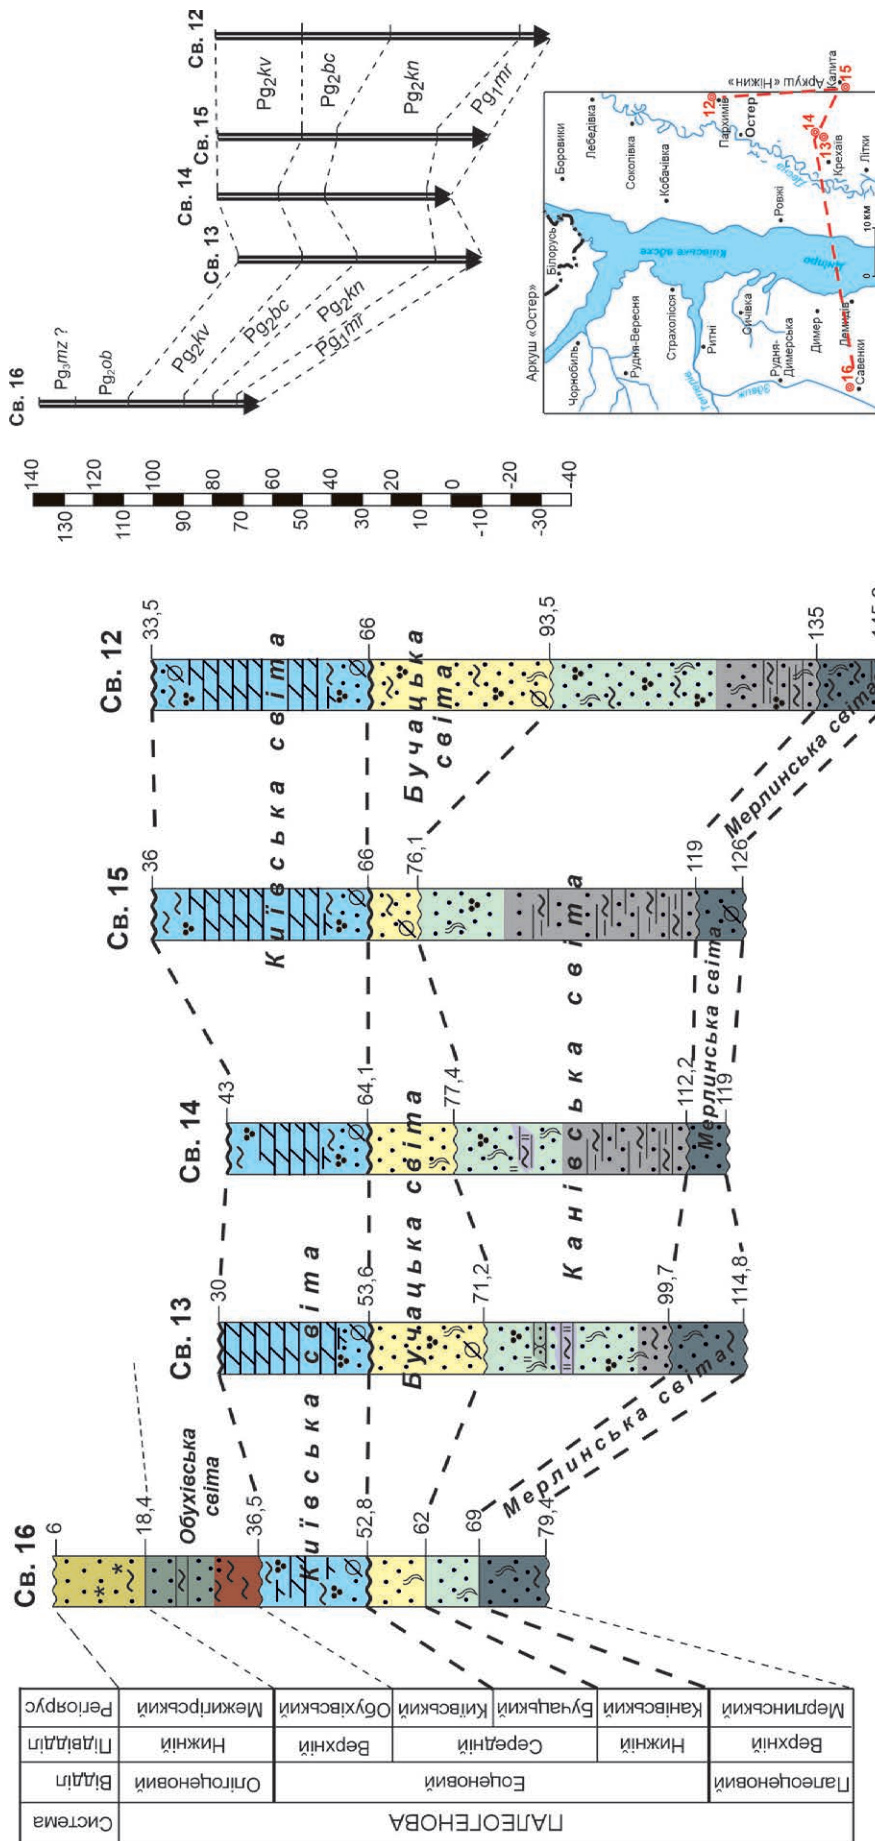 Св. 16
Св. 13
Св. 14
Св. 15
Св. 12
Pg₃mz ?
Pg₂ob
Pg₂kv
Pg₂bc
Pg₂kn
Pg₁mr
Pg₂kv
Pg₂bc
Pg₂kn
Pg₁mr
140
130
120
110
100
90
80
70
60
50
40
30
20
10
0
-10
-20
-30
-40
Аркуш «Остер»
Аркуш «Ніжин»
Білорусь
Чорнобиль
Рудня-Вересня
Страхолісся
Ритні
Тетерів
Здвиж
Рудня-
Димерська
Сичівка
Димер
Демидів
Савенки
16
Київське
Дніпро
Боровики
Лебедівка
Соколівка
Кобачівка
Ровжі
Десна
12
Пархимів
Остер
14
13
Крехаїв
Літки
Калита
15
0
10 км
Св. 16
6
18,4
36,5
52,8
62
69
79,4
Св. 13
30
53,6
71,2
99,7
114,8
Св. 14
43
64,1
77,4
112,2
119
Св. 15
36
66
76,1
119
126
Св. 12
33,5
66
93,5
135
Обухівська
світа
Київська світа
Київська світа
Бучацька світа
Бучацька
світа
Канівська світа
Мерлинська світа
Мерлинська світа
Мерлинська світа
Система
ПАЛЕОГЕНОВА
Відділ
Олігоценовий
Еоценовий
Палеоценовий
Підвідділ
Нижній
Верхній
Середній
Нижній
Верхній
Регіоярус
Межигірський
Обухівський
Київський
Бучацький
Канівський
Мерлинський